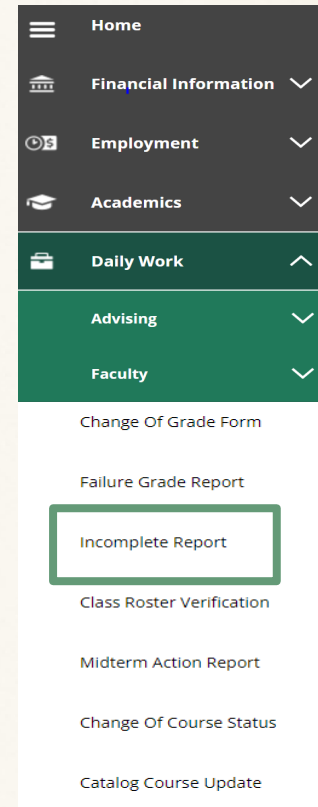 Home
Financial Information
Employment
Academics
Daily Work
Advising
Faculty
Change Of Grade Form
Failure Grade Report
Incomplete Report
Class Roster Verification
Midterm Action Report
Change Of Course Status
Catalog Course Update